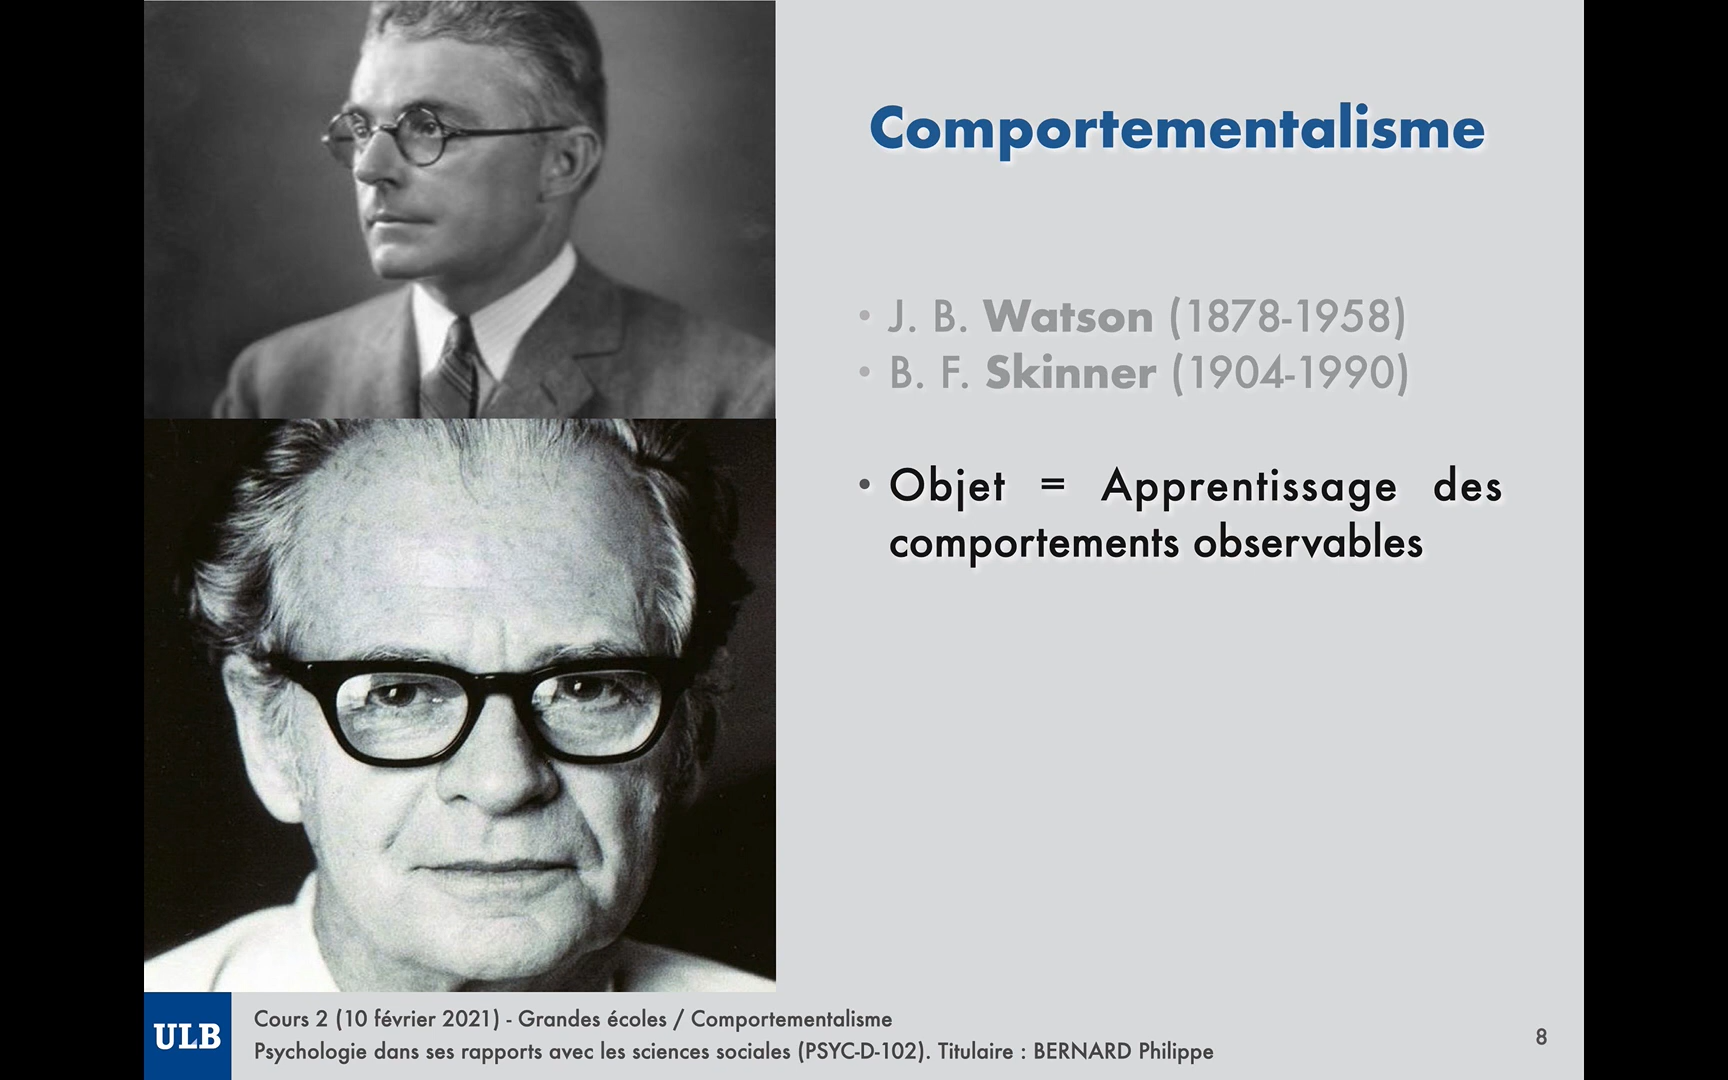 Comportementalisme
• J. B. Watson (1878-1958)
• B. F. Skinner (1904-1990)
• Objet = Apprentissage des
comportements observables
ULB
Cours 2 (10 février 2021) - Grandes écoles / Comportementalisme
Psychologie dans ses rapports avec les sciences sociales (PSYC-D-102). Titulaire : BERNARD Philippe
8